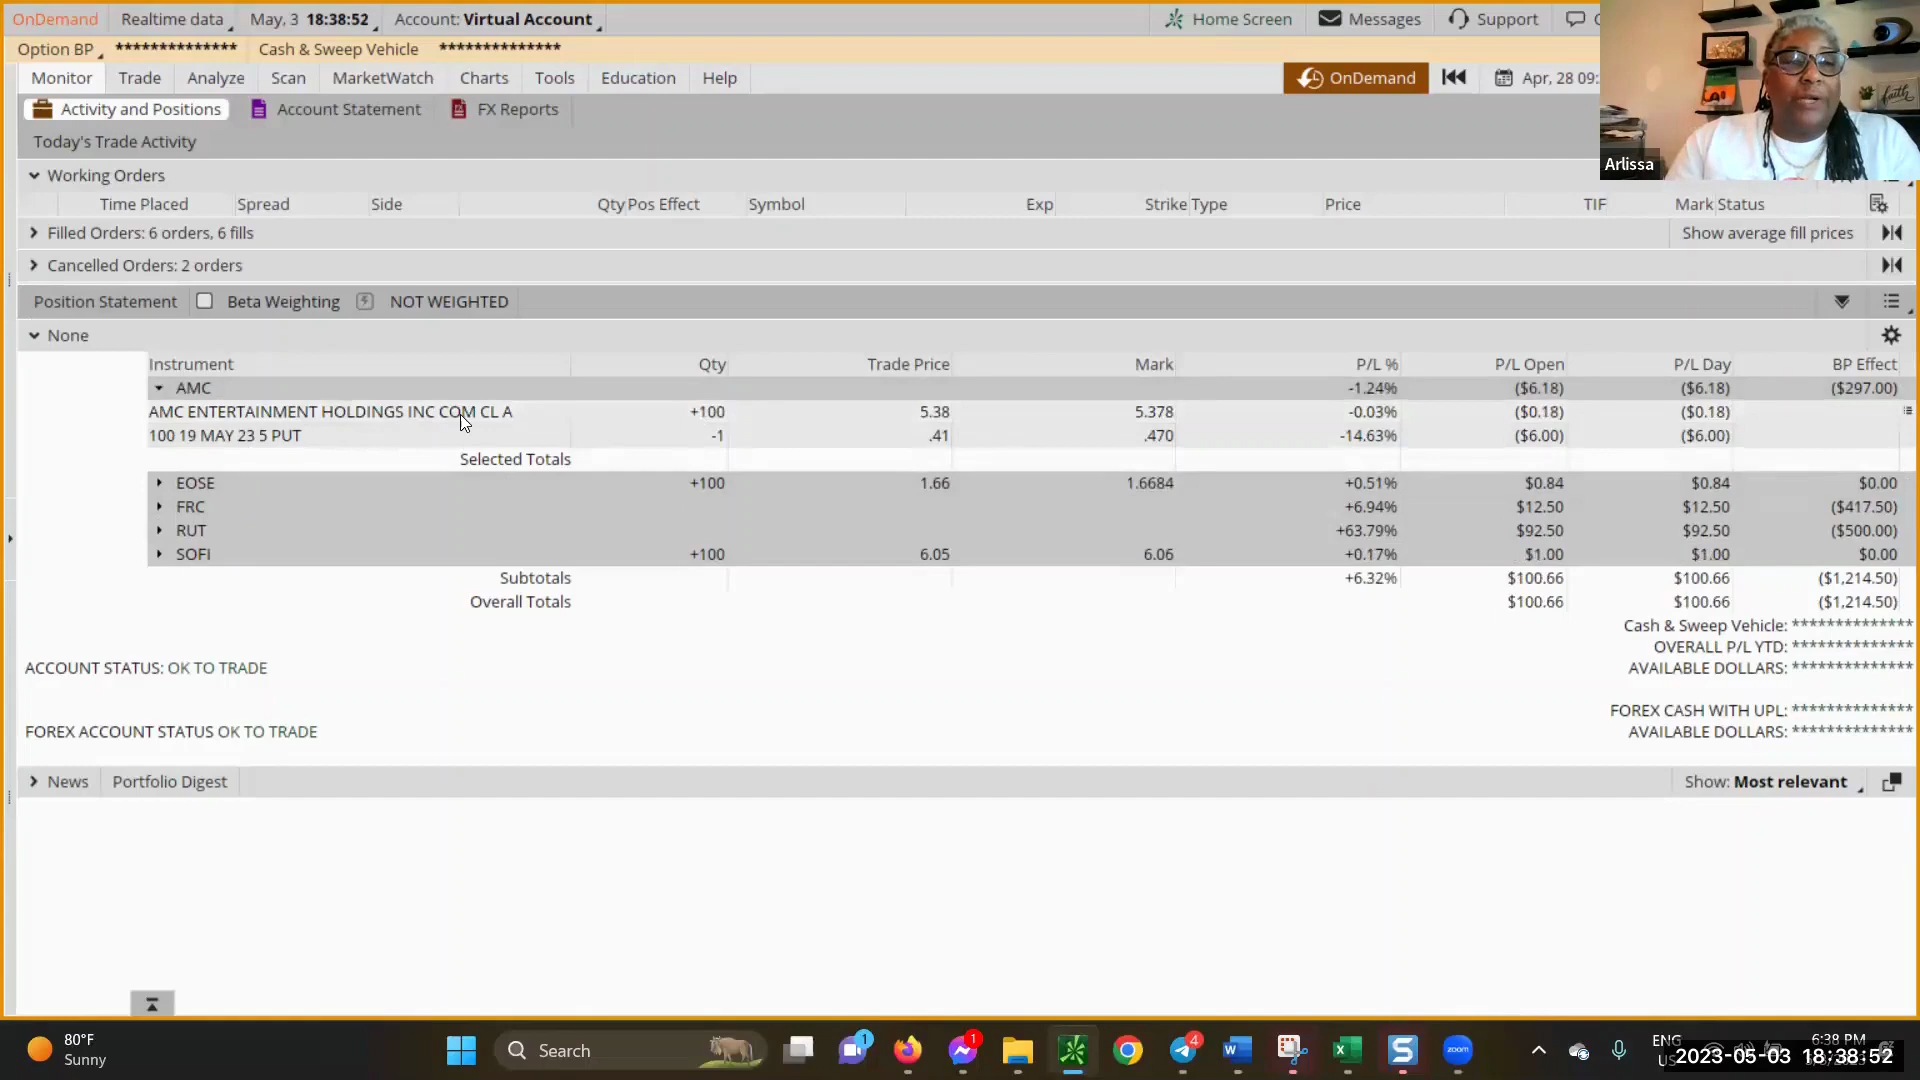 OnDemand Realtime data May, 3 18:38:52 Account: Virtual Account Home Screen Messages Support
Option BP ************** Cash & Sweep Vehicle **************
Monitor Trade Analyze Scan MarketWatch Charts Tools Education Help OnDemand Apr, 28 09:
Activity and Positions Account Statement FX Reports
Today's Trade Activity
Arlissa
faith
Working Orders
Time Placed Spread Side Qty Pos Effect Symbol Exp Strike Type Price TIF Mark Status
Filled Orders: 6 orders, 6 fills Show average fill prices
Cancelled Orders: 2 orders
Position Statement Beta Weighting NOT WEIGHTED
None
Instrument Qty Trade Price Mark P/L % P/L Open P/L Day BP Effect
AMC -1.24% ($6.18) ($6.18) ($297.00)
AMC ENTERTAINMENT HOLDINGS INC COM CL A +100 5.38 5.378 -0.03% ($0.18) ($0.18)
100 19 MAY 23 5 PUT -1 .41 .470 -14.63% ($6.00) ($6.00)
Selected Totals
EOSE +100 1.66 1.6684 +0.51% $0.84 $0.84 $0.00
FRC +6.94% $12.50 $12.50 ($417.50)
RUT +63.79% $92.50 $92.50 ($500.00)
SOFI +100 6.05 6.06 +0.17% $1.00 $1.00 $0.00
Subtotals +6.32% $100.66 $100.66 ($1,214.50)
Overall Totals $100.66 $100.66 ($1,214.50)
Cash & Sweep Vehicle: **************
OVERALL P/L YTD: **************
ACCOUNT STATUS: OK TO TRADE AVAILABLE DOLLARS: **************
FOREX CASH WITH UPL: **************
FOREX ACCOUNT STATUS OK TO TRADE AVAILABLE DOLLARS: **************
News Portfolio Digest Show: Most relevant
80°F
Sunny
Search
1
1
4
zoom
ENG
US
6:38 PM
2023-05-03 18:38:52